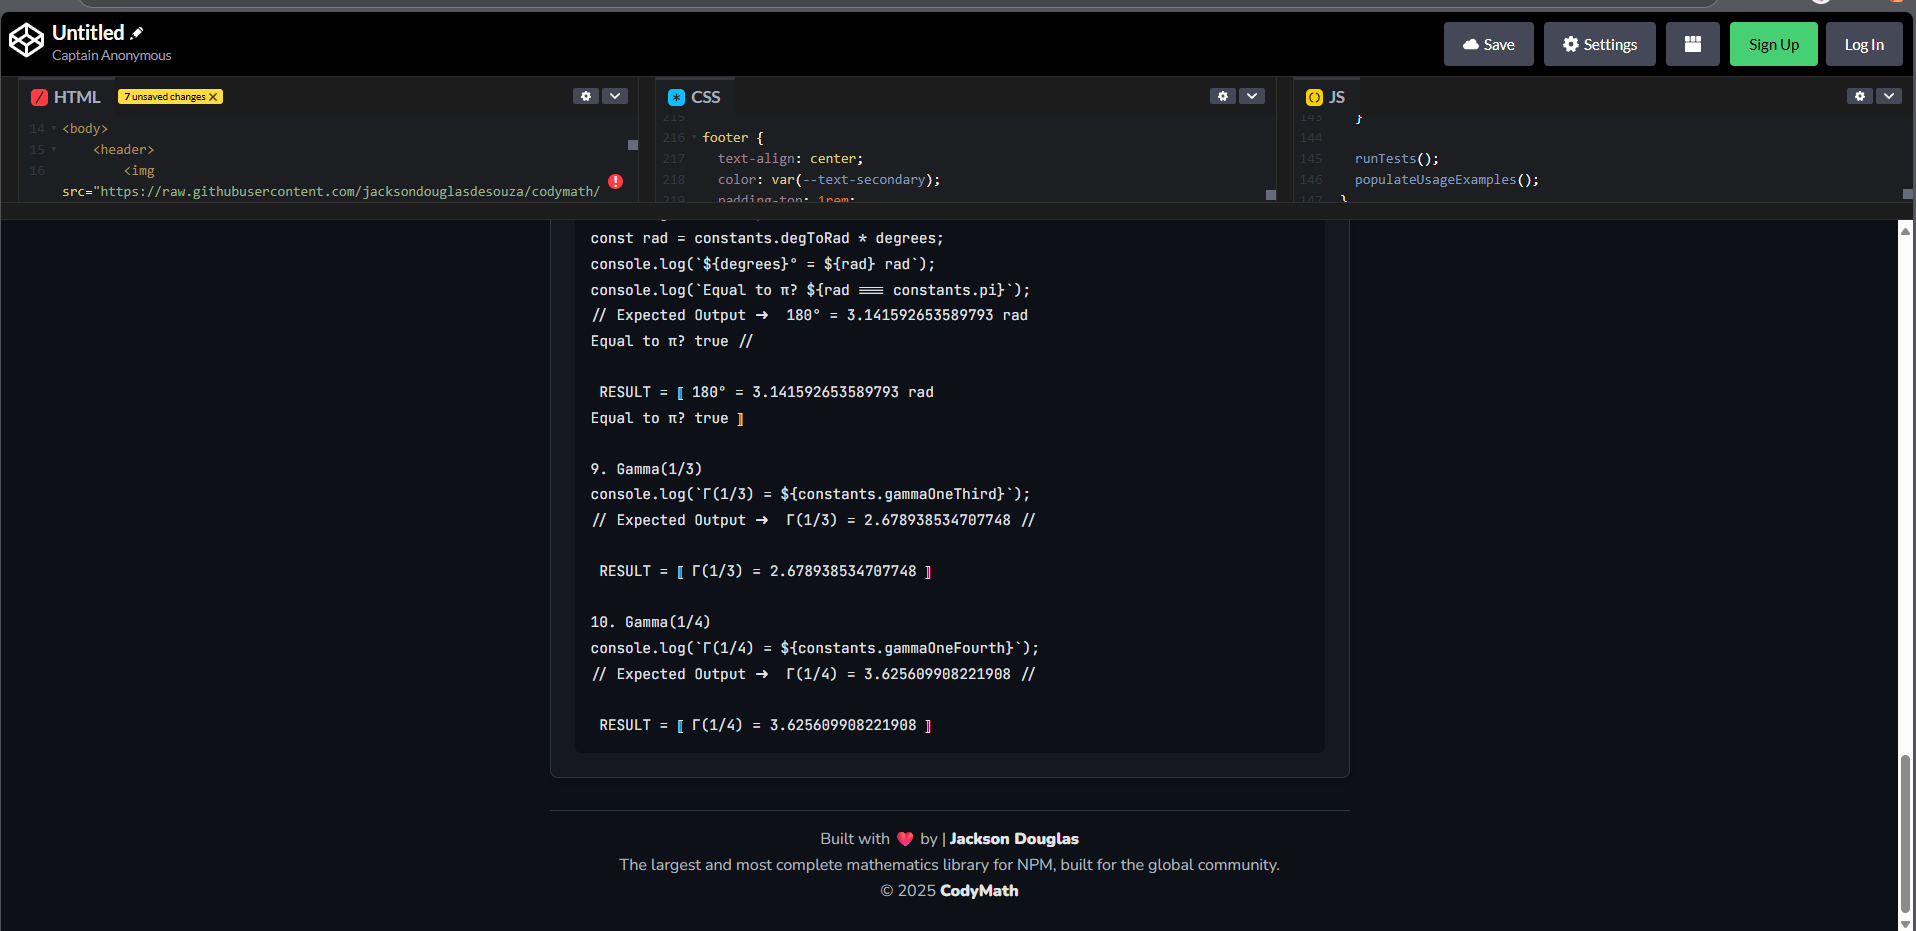 Untitled
Captain Anonymous
Save
Settings
Sign Up
Log In
HTML
7 unsaved changes X
CSS
JS
14 <body>
15 <header>
16 <img
src="https://raw.githubusercontent.com/jacksondouglasdesouza/codymath/
215
216 footer {
217 text-align: center;
218 color: var(--text-secondary);
219 padding-top: 1rem;
143 }
144
145 runTests();
146 populateUsageExamples();
147 }
const rad = constants.degToRad * degrees;
console.log(`${degrees}° = ${rad} rad`);
console.log(`Equal to π? ${rad === constants.pi}`);
// Expected Output → 180° = 3.141592653589793 rad
Equal to π? true //
RESULT = ⟦ 180° = 3.141592653589793 rad
Equal to π? true ⟧
9. Gamma(1/3)
console.log(`Γ(1/3) = ${constants.gammaOneThird}`);
// Expected Output → Γ(1/3) = 2.678938534707748 //
RESULT = ⟦ Γ(1/3) = 2.678938534707748 ⟧
10. Gamma(1/4)
console.log(`Γ(1/4) = ${constants.gammaOneFourth}`);
// Expected Output → Γ(1/4) = 3.625609908221908 //
RESULT = ⟦ Γ(1/4) = 3.625609908221908 ⟧
Built with ❤️ by | Jackson Douglas
The largest and most complete mathematics library for NPM, built for the global community.
© 2025 CodyMath